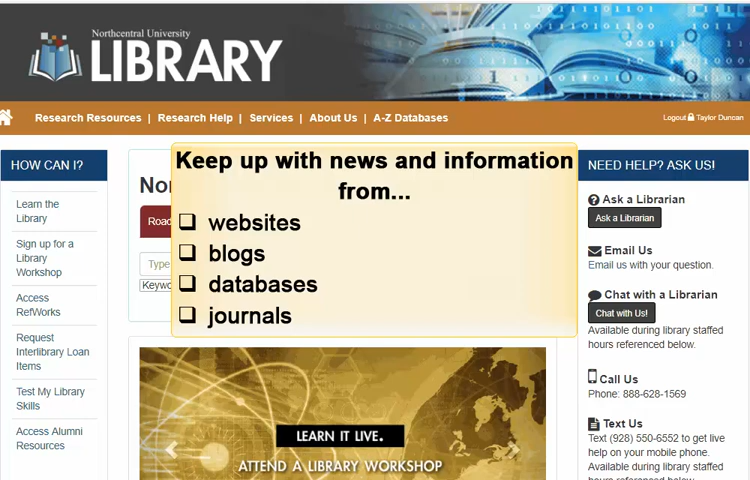 Northcentral University
LIBRARY
Research Resources | Research Help | Services | About Us | A-Z Databases
Logout Taylor Duncan
HOW CAN I?
Learn the
Library
Sign up for a
Library
Workshop
Access
RefWorks
Request
Interlibrary Loan
Items
Test My Library
Skills
Access Alumni
Resources
Keep up with news and information
from...
websites
blogs
databases
journals
LEARN IT LIVE.
ATTEND A LIBRARY WORKSHOP
NEED HELP? ASK US!
Ask a Librarian
Ask a Librarian
Email Us
Email us with your question.
Chat with a Librarian
Chat with Us!
Available during library staffed
hours referenced below.
Call Us
Phone: 888-628-1569
Text Us
Text (928) 550-6552 to get live
help on your mobile phone.
Available during library staffed
hours referenced below.